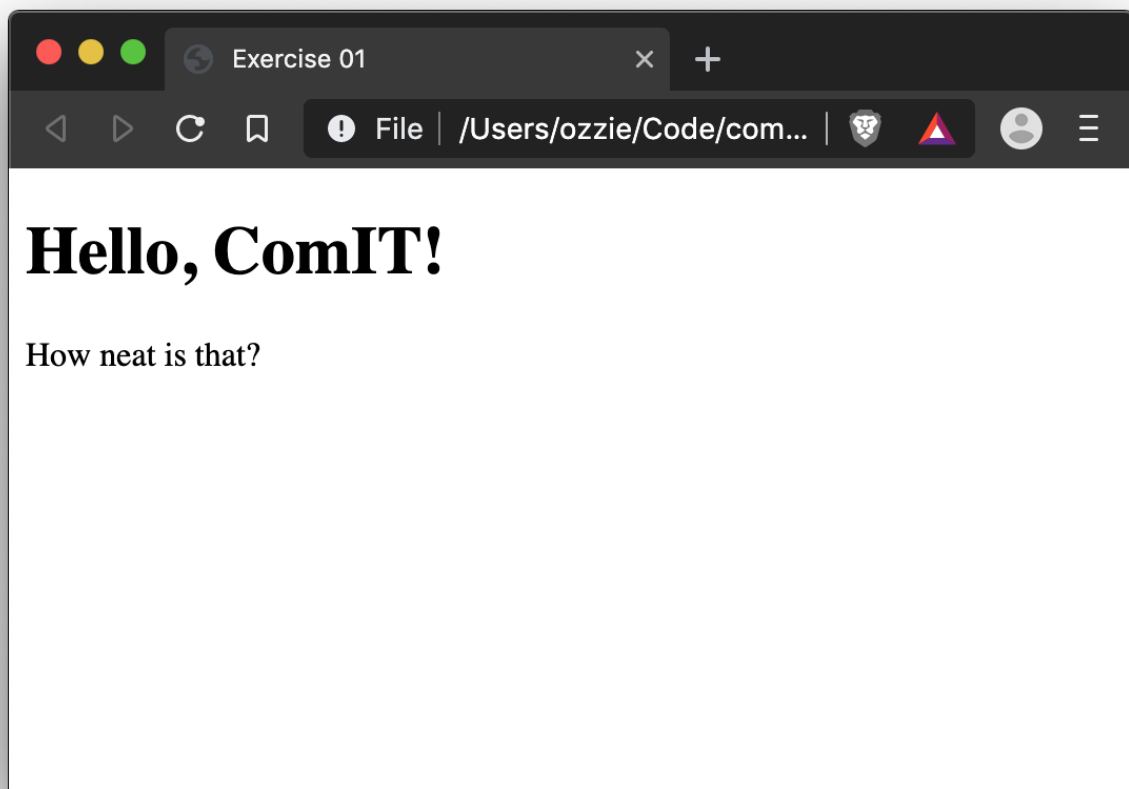 Exercise 01
File /Users/ozzie/Code/com...
Hello, ComIT!
How neat is that?